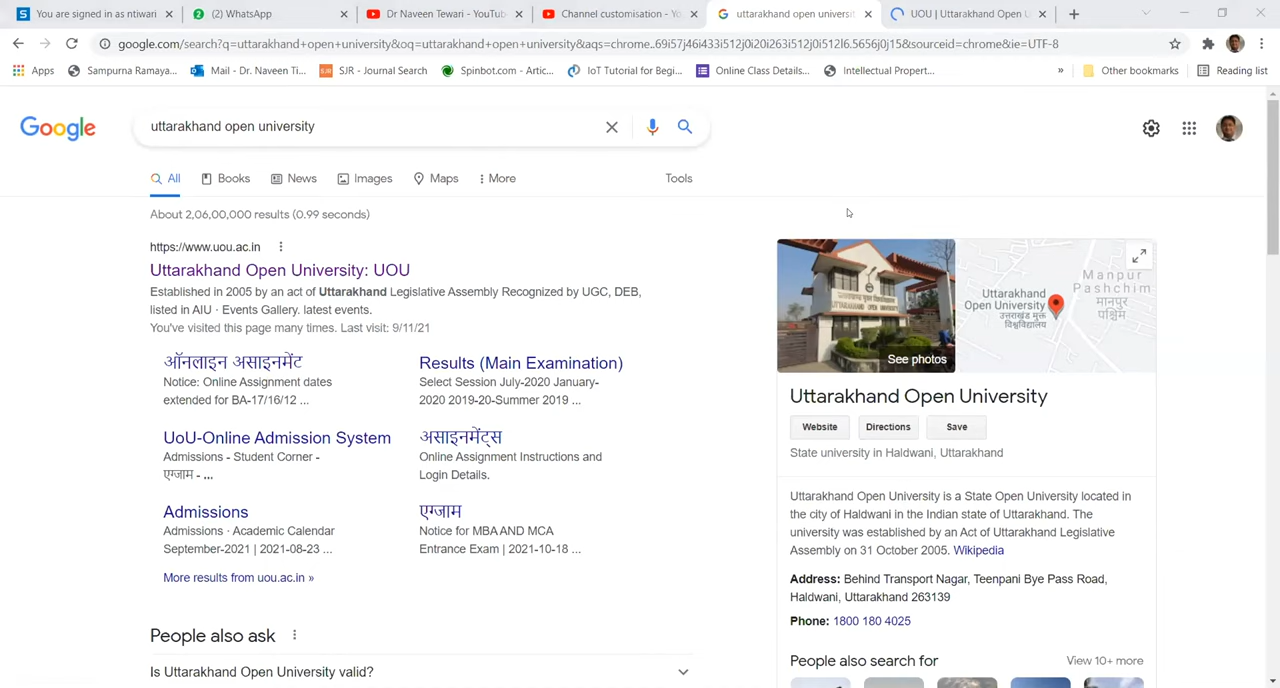 You are signed in as ntiwari
(2) WhatsApp
Dr Naveen Tewari - YouTub
Channel customisation - Yo
uttarakhand open universit
UOU | Uttarakhand Open U
google.com/search?q=uttarakhand+open+university&oq=uttarakhand+open+university&aqs=chrome..69i57j46i433i512j0i20i263i512j0i512l6.5656j0j15&sourceid=chrome&ie=UTF-8
Apps
Sampurna Ramaya...
Mail - Dr. Naveen Ti...
SJR - Journal Search
Spinbot.com - Artic...
IoT Tutorial for Begi...
Online Class Details...
Intellectual Propert...
»
Other bookmarks
Reading list
Google
uttarakhand open university
All
Books
News
Images
Maps
More
Tools
About 2,06,00,000 results (0.99 seconds)
https://www.uou.ac.in
Uttarakhand Open University: UOU
Established in 2005 by an act of Uttarakhand Legislative Assembly Recognized by UGC, DEB,
listed in AIU · Events Gallery. latest events.
You've visited this page many times. Last visit: 9/11/21
ऑनलाइन असाइनमेंट
Notice: Online Assignment dates
extended for BA-17/16/12 ...
Results (Main Examination)
Select Session July-2020 January-
2020 2019-20-Summer 2019 ...
UoU-Online Admission System
Admissions - Student Corner -
एग्जाम - ...
असाइनमेंट्स
Online Assignment Instructions and
Login Details.
Admissions
Admissions · Academic Calendar
September-2021 | 2021-08-23 ...
एग्जाम
Notice for MBA AND MCA
Entrance Exam | 2021-10-18 ...
More results from uou.ac.in »
People also ask
Is Uttarakhand Open University valid?
See photos
Uttarakhand
Open University
उत्तराखंड मुक्त
विश्वविद्यालय
Manpur
Pashchim
मानपुर
पश्चिम
Uttarakhand Open University
Website
Directions
Save
State university in Haldwani, Uttarakhand
Uttarakhand Open University is a State Open University located in
the city of Haldwani in the Indian state of Uttarakhand. The
university was established by an Act of Uttarakhand Legislative
Assembly on 31 October 2005. Wikipedia
Address: Behind Transport Nagar, Teenpani Bye Pass Road,
Haldwani, Uttarakhand 263139
Phone: 1800 180 4025
People also search for
View 10+ more